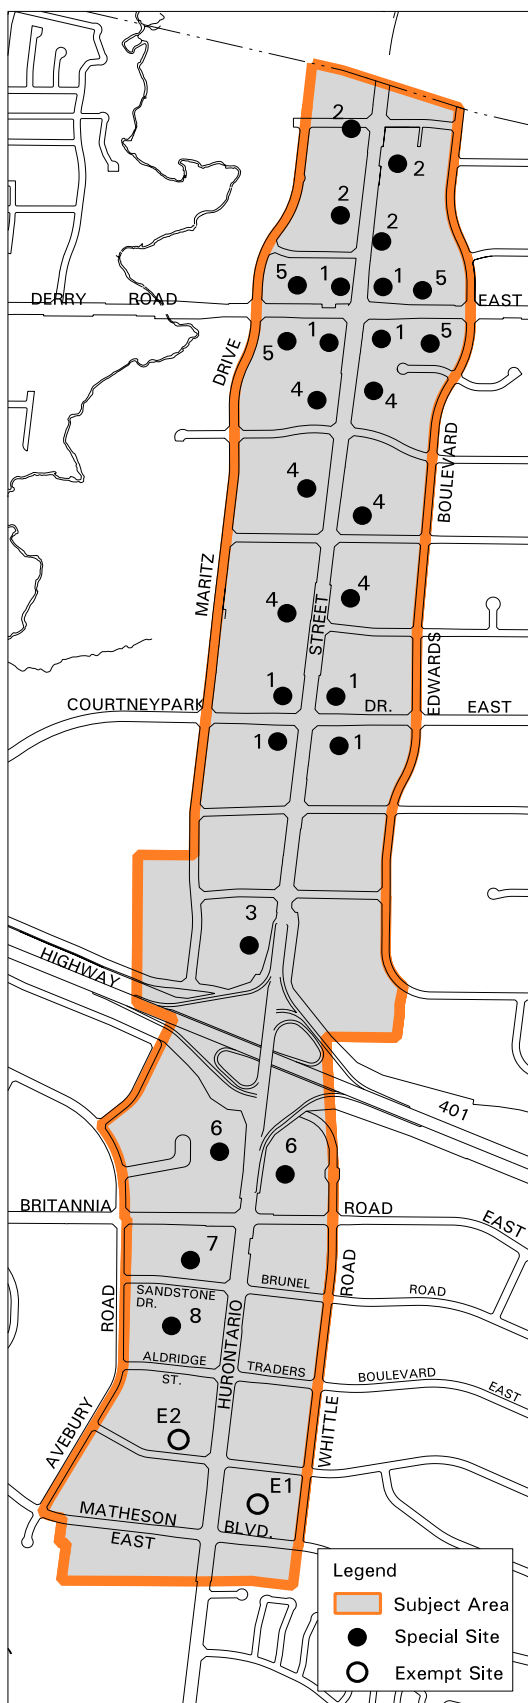 2
2
2
2
5
1
1
5
DERRY ROAD
EAST
5
1
1
5
DRIVE
4
4
BOULEVARD
4
4
MARITZ
4
4
STREET
EDWARDS
1
1
COURTNEYPARK
DR.
EAST
1
1
3
HIGHWAY
401
6
6
BRITANNIA
ROAD
EAST
7
ROAD
BRUNEL
ROAD
SANDSTONE
DR.
ROAD
8
HURONTARIO
ALDRIDGE
ST.
TRADERS
BOULEVARD
EAST
E2
AVEBURY
WHITTLE
E1
MATHESON
BLVD.
EAST
Legend
Subject Area
Special Site
Exempt Site